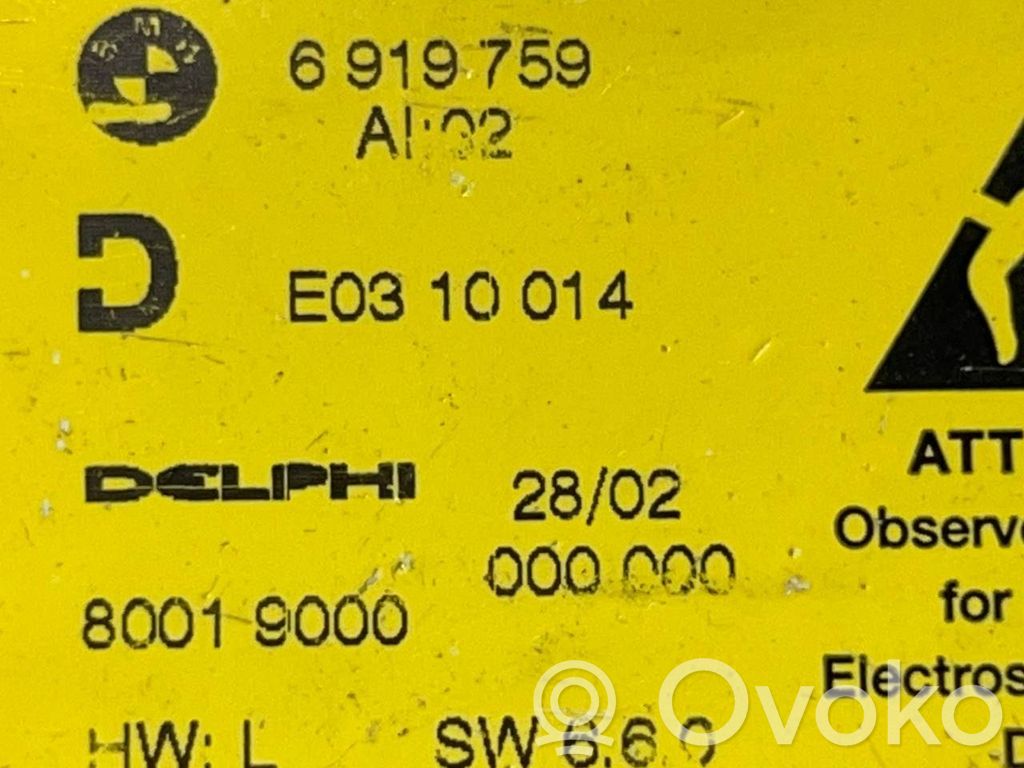 BMW
6 919 759
AI:02
D
E03 10 014
DELPHI
28/02
000 000
8001 9000
HW: L
SW 6.6.0
ATT
Observe
for
Electros
D
Ovoko